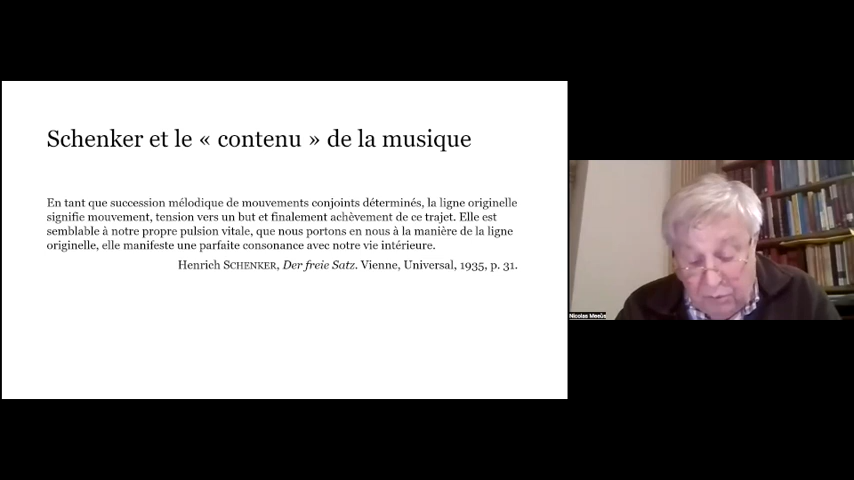 Schenker et le « contenu » de la musique
En tant que succession mélodique de mouvements conjoints déterminés, la ligne originelle
signifie mouvement, tension vers un but et finalement achèvement de ce trajet. Elle est
semblable à notre propre pulsion vitale, que nous portons en nous à la manière de la ligne
originelle, elle manifeste une parfaite consonance avec notre vie intérieure.
Henrich SCHENKER, Der freie Satz. Vienne, Universal, 1935, p. 31.
Nicolas Meeùs